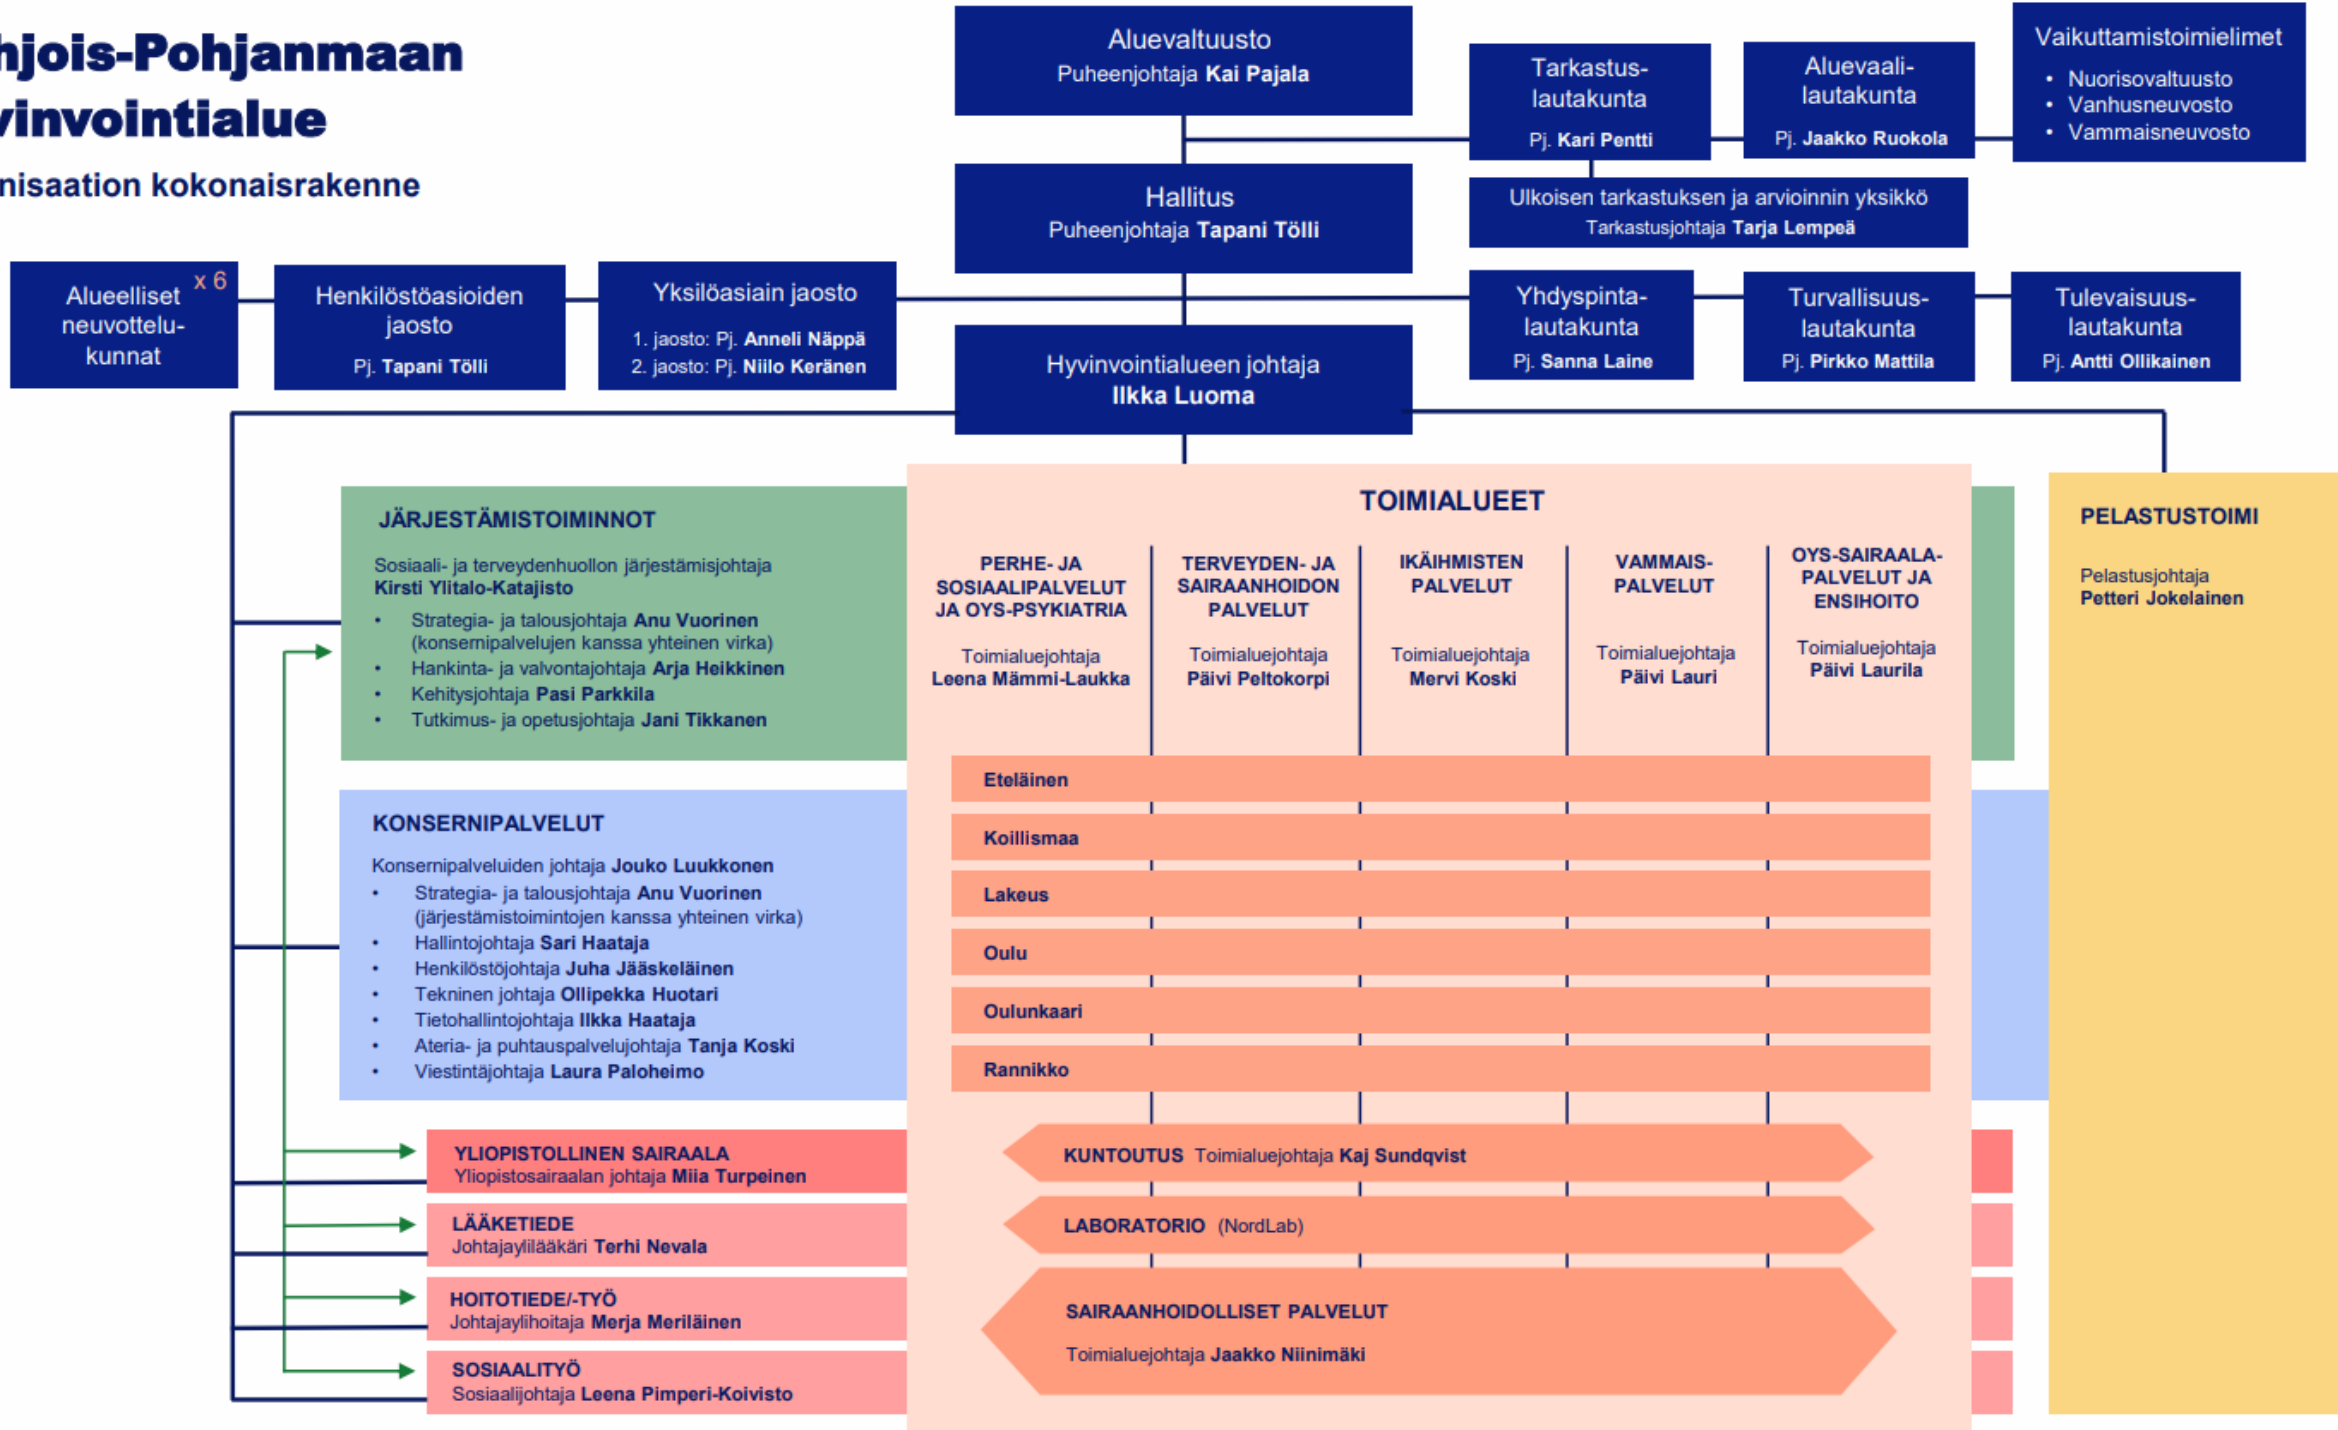 hjois-Pohjanmaan
vinvointialue
nisaation kokonaisrakenne
Aluevaltuusto
Puheenjohtaja Kai Pajala
Tarkastus-
lautakunta
Pj. Kari Pentti
Aluevaali-
lautakunta
Pj. Jaakko Ruokola
Vaikuttamistoimielimet
• Nuorisovaltuusto
• Vanhusneuvosto
• Vammaisneuvosto
Hallitus
Puheenjohtaja Tapani Tölli
Ulkoisen tarkastuksen ja arvioinnin yksikkö
Tarkastusjohtaja Tarja Lempeä
x 6
Alueelliset
neuvottelu-
kunnat
Henkilöstöasioiden
jaosto
Pj. Tapani Tölli
Yksilöasiain jaosto
1. jaosto: Pj. Anneli Näppä
2. jaosto: Pj. Niilo Keränen
Yhdyspinta-
lautakunta
Pj. Sanna Laine
Turvallisuus-
lautakunta
Pj. Pirkko Mattila
Tulevaisuus-
lautakunta
Pj. Antti Ollikainen
Hyvinvointialueen johtaja
Ilkka Luoma
JÄRJESTÄMISTOIMINNOT
Sosiaali- ja terveydenhuollon järjestämisjohtaja
Kirsti Ylitalo-Katajisto
• Strategia- ja talousjohtaja Anu Vuorinen
(konsernipalvelujen kanssa yhteinen virka)
• Hankinta- ja valvontajohtaja Arja Heikkinen
• Kehitysjohtaja Pasi Parkkila
• Tutkimus- ja opetusjohtaja Jani Tikkanen
KONSERNIPALVELUT
Konsernipalveluiden johtaja Jouko Luukkonen
• Strategia- ja talousjohtaja Anu Vuorinen
(järjestämistoimintojen kanssa yhteinen virka)
• Hallintojohtaja Sari Haataja
• Henkilöstöjohtaja Juha Jääskeläinen
• Tekninen johtaja Ollipekka Huotari
• Tietohallintojohtaja Ilkka Haataja
• Ateria- ja puhtauspalvelujohtaja Tanja Koski
• Viestintäjohtaja Laura Paloheimo
YLIOPISTOLLINEN SAIRAALA
Yliopistosairaalan johtaja Miia Turpeinen
LÄÄKETIEDE
Johtajaylilääkäri Terhi Nevala
HOITOTIEDE/-TYÖ
Johtajaylihoitaja Merja Meriläinen
SOSIAALITYÖ
Sosiaalijohtaja Leena Pimperi-Koivisto
TOIMIALUEET
PERHE- JA
SOSIAALIPALVELUT
JA OYS-PSYKIATRIA
Toimialuejohtaja
Leena Mämmi-Laukka
TERVEYDEN- JA
SAIRAANHOIDON
PALVELUT
Toimialuejohtaja
Päivi Peltokorpi
IKÄIHMISTEN
PALVELUT
Toimialuejohtaja
Mervi Koski
VAMMAIS-
PALVELUT
Toimialuejohtaja
Päivi Lauri
OYS-SAIRAALA-
PALVELUT JA
ENSIHOITO
Toimialuejohtaja
Päivi Laurila
Eteläinen
Koillismaa
Lakeus
Oulu
Oulunkaari
Rannikko
KUNTOUTUS Toimialuejohtaja Kaj Sundqvist
LABORATORIO (NordLab)
SAIRAANHOIDOLLISET PALVELUT
Toimialuejohtaja Jaakko Niinimäki
PELASTUSTOIMI
Pelastusjohtaja
Petteri Jokelainen